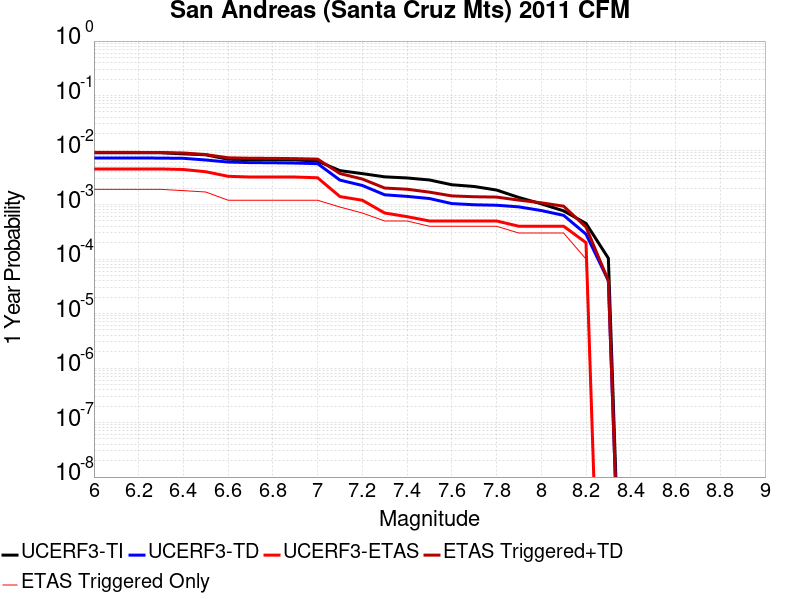 San Andreas (Santa Cruz Mts) 2011 CFM
10^0
10^-1
10^-2
10^-3
10^-4
10^-5
10^-6
10^-7
10^-8
1 Year Probability
6 6.2 6.4 6.6 6.8 7 7.2 7.4 7.6 7.8 8 8.2 8.4 8.6 8.8 9
Magnitude
UCERF3-TI UCERF3-TD UCERF3-ETAS ETAS Triggered+TD
ETAS Triggered Only